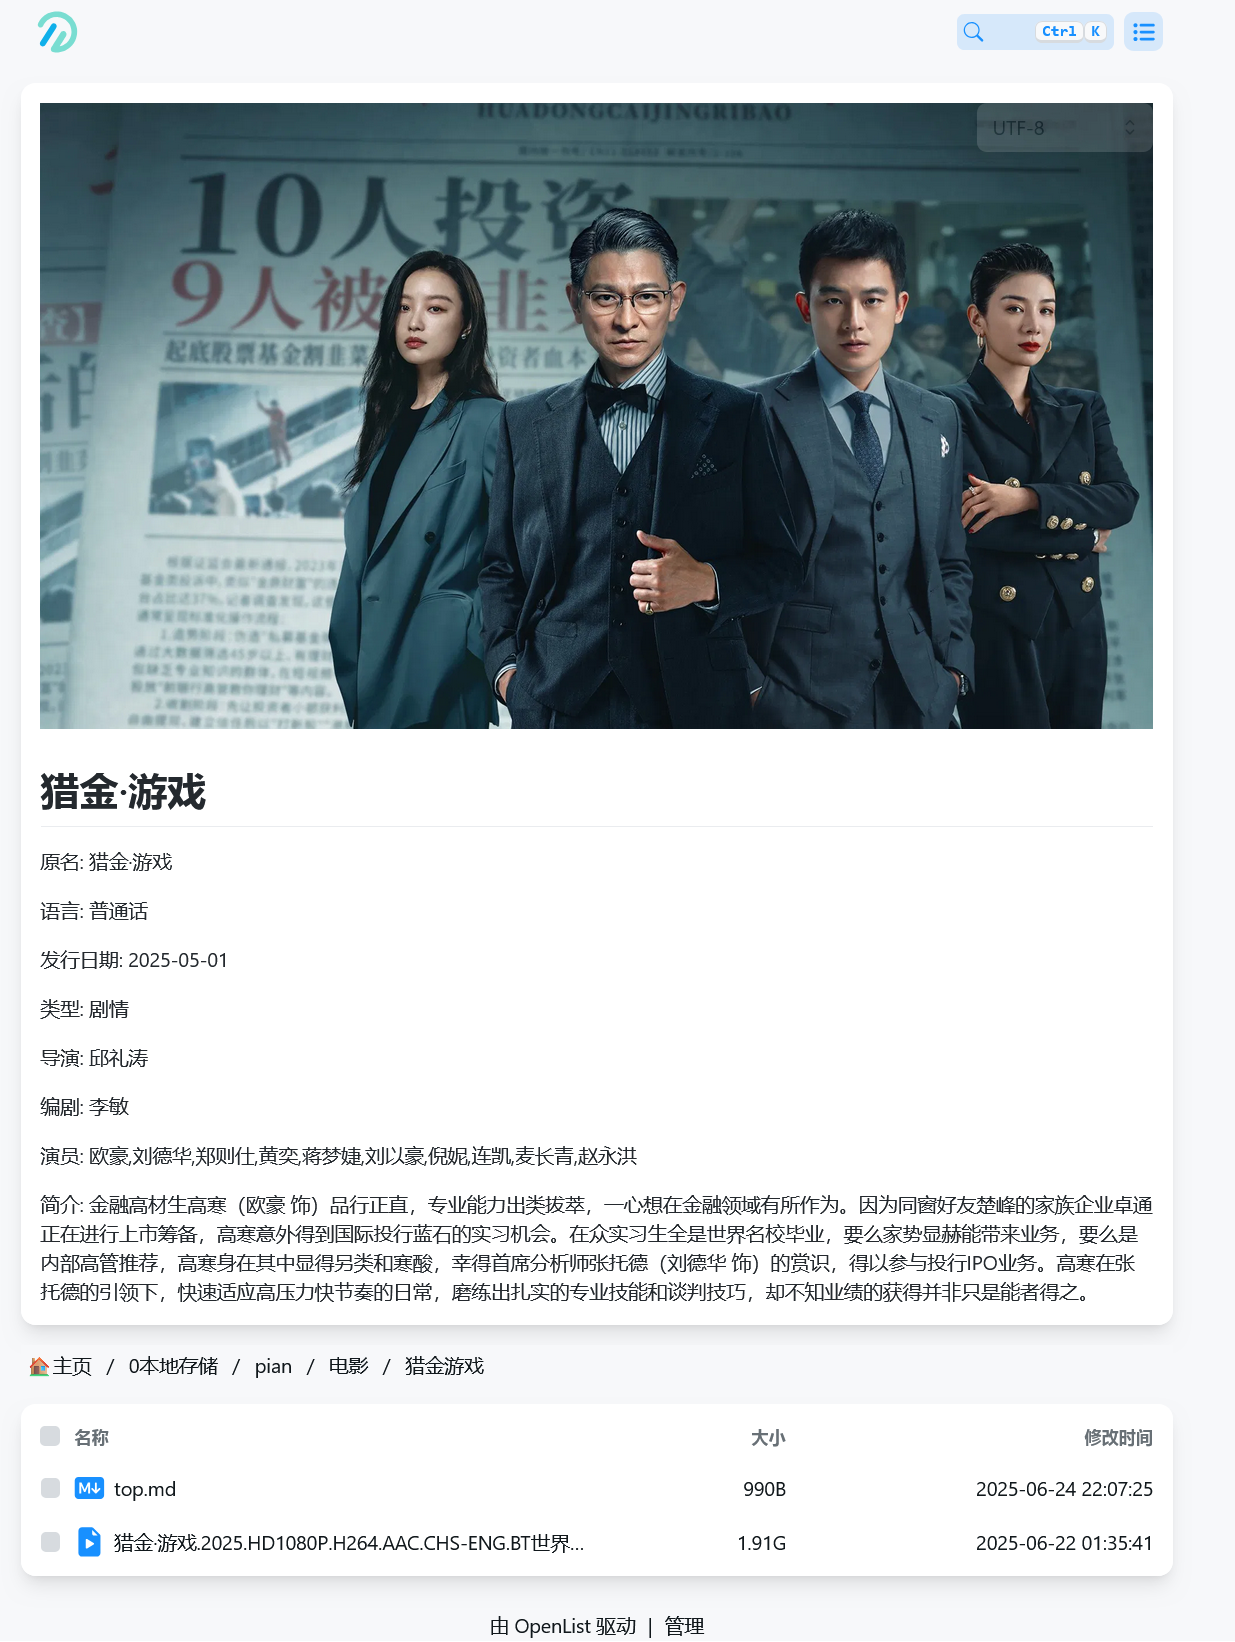 Ctrl K
HUADONGCAIJINGRIBAO
UTF-8
10人投资
9人被
韭
起底股票基金割韭菜
资者血本
猎金·游戏
原名: 猎金·游戏
语言: 普通话
发行日期: 2025-05-01
类型: 剧情
导演: 邱礼涛
编剧: 李敏
演员: 欧豪,刘德华,郑则仕,黄奕,蒋梦婕,刘以豪,倪妮,连凯,麦长青,赵永洪
简介: 金融高材生高寒（欧豪 饰）品行正直，专业能力出类拔萃，一心想在金融领域有所作为。因为同窗好友楚峰的家族企业卓通
正在进行上市筹备，高寒意外得到国际投行蓝石的实习机会。在众实习生全是世界名校毕业，要么家势显赫能带来业务，要么是
内部高管推荐，高寒身在其中显得另类和寒酸，幸得首席分析师张托德（刘德华 饰）的赏识，得以参与投行IPO业务。高寒在张
托德的引领下，快速适应高压力快节奏的日常，磨练出扎实的专业技能和谈判技巧，却不知业绩的获得并非只是能者得之。
主页 / 0本地存储 / pian / 电影 / 猎金游戏
名称 大小 修改时间
top.md 990B 2025-06-24 22:07:25
猎金·游戏.2025.HD1080P.H264.AAC.CHS-ENG.BT世界... 1.91G 2025-06-22 01:35:41
由 OpenList 驱动 | 管理